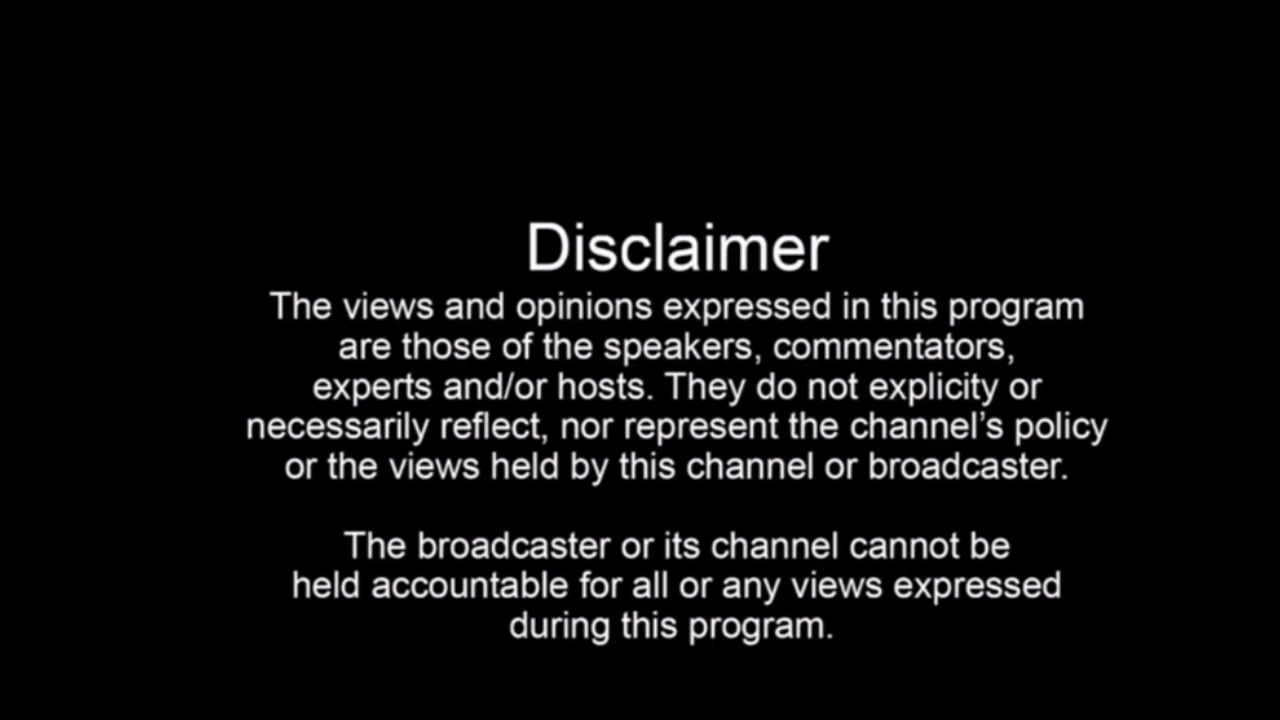 Disclaimer
The views and opinions expressed in this program
are those of the speakers, commentators,
experts and/or hosts. They do not explicity or
necessarily reflect, nor represent the channel’s policy
or the views held by this channel or broadcaster.
The broadcaster or its channel cannot be
held accountable for all or any views expressed
during this program.